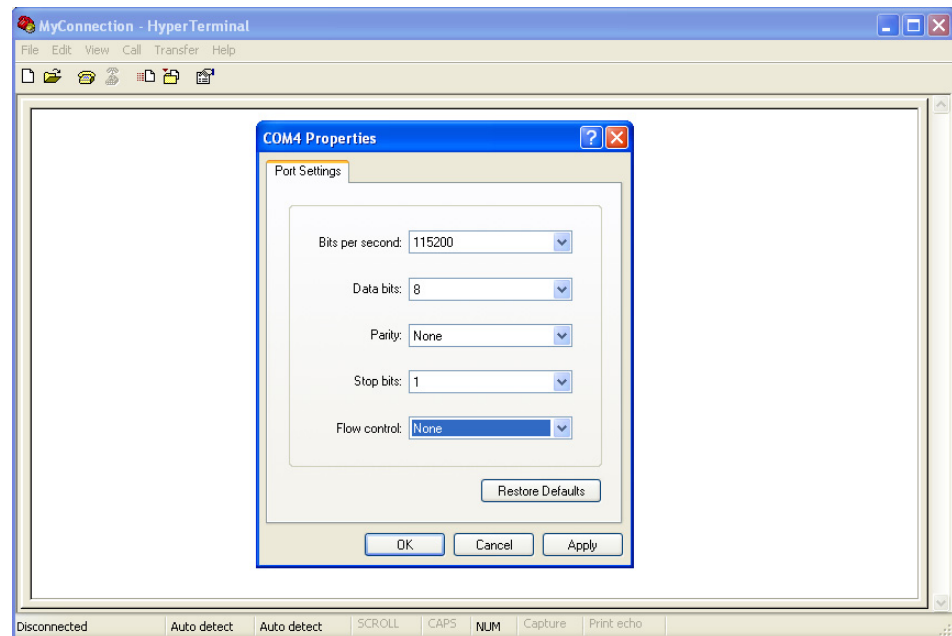 MyConnection - HyperTerminal
File Edit View Call Transfer Help
COM4 Properties
Port Settings
Bits per second: 115200
Data bits: 8
Parity: None
Stop bits: 1
Flow control: None
Restore Defaults
OK Cancel Apply
Disconnected Auto detect Auto detect SCROLL CAPS NUM Capture Print echo